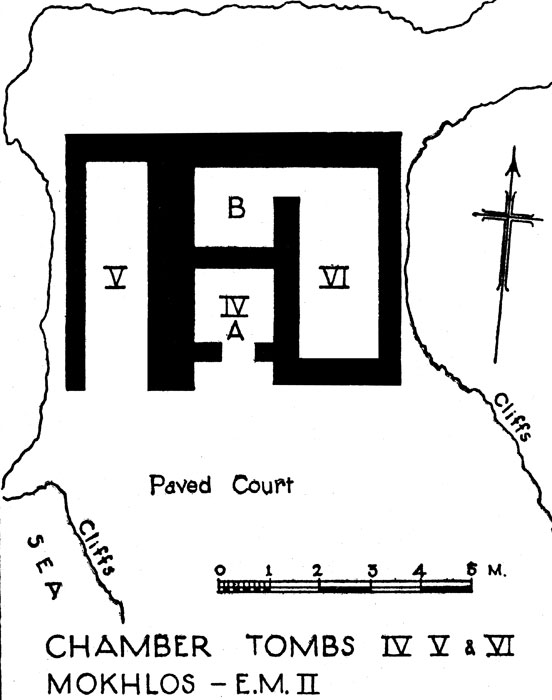 B
V
VI
IV
A
Cliffs
Paved Court
Cliffs
SEA
0 1 2 3 4 5 M.
CHAMBER TOMBS IV V & VI
MOKHLOS – E.M. II